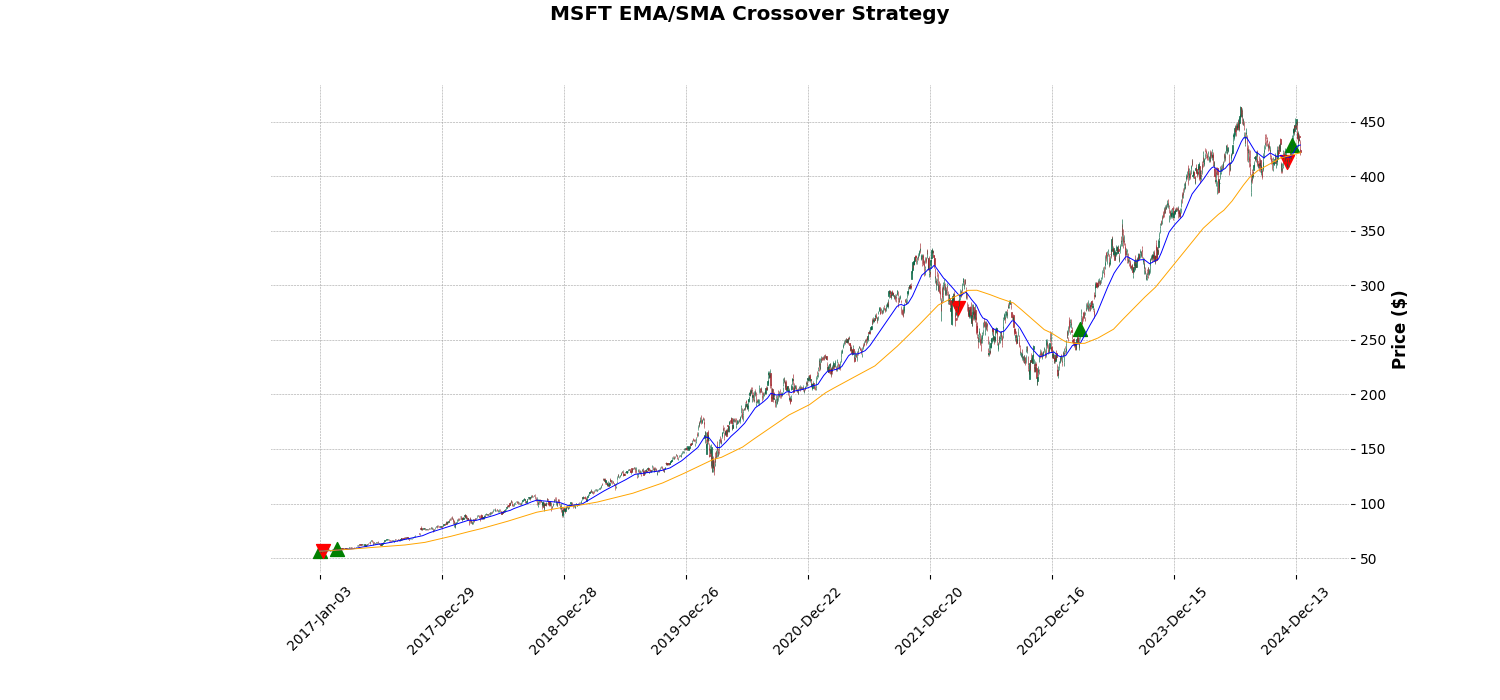 MSFT EMA/SMA Crossover Strategy
450
400
350
300
250
200
150
100
50
Price ($)
2017-Jan-03
2017-Dec-29
2018-Dec-28
2019-Dec-26
2020-Dec-22
2021-Dec-20
2022-Dec-16
2023-Dec-15
2024-Dec-13